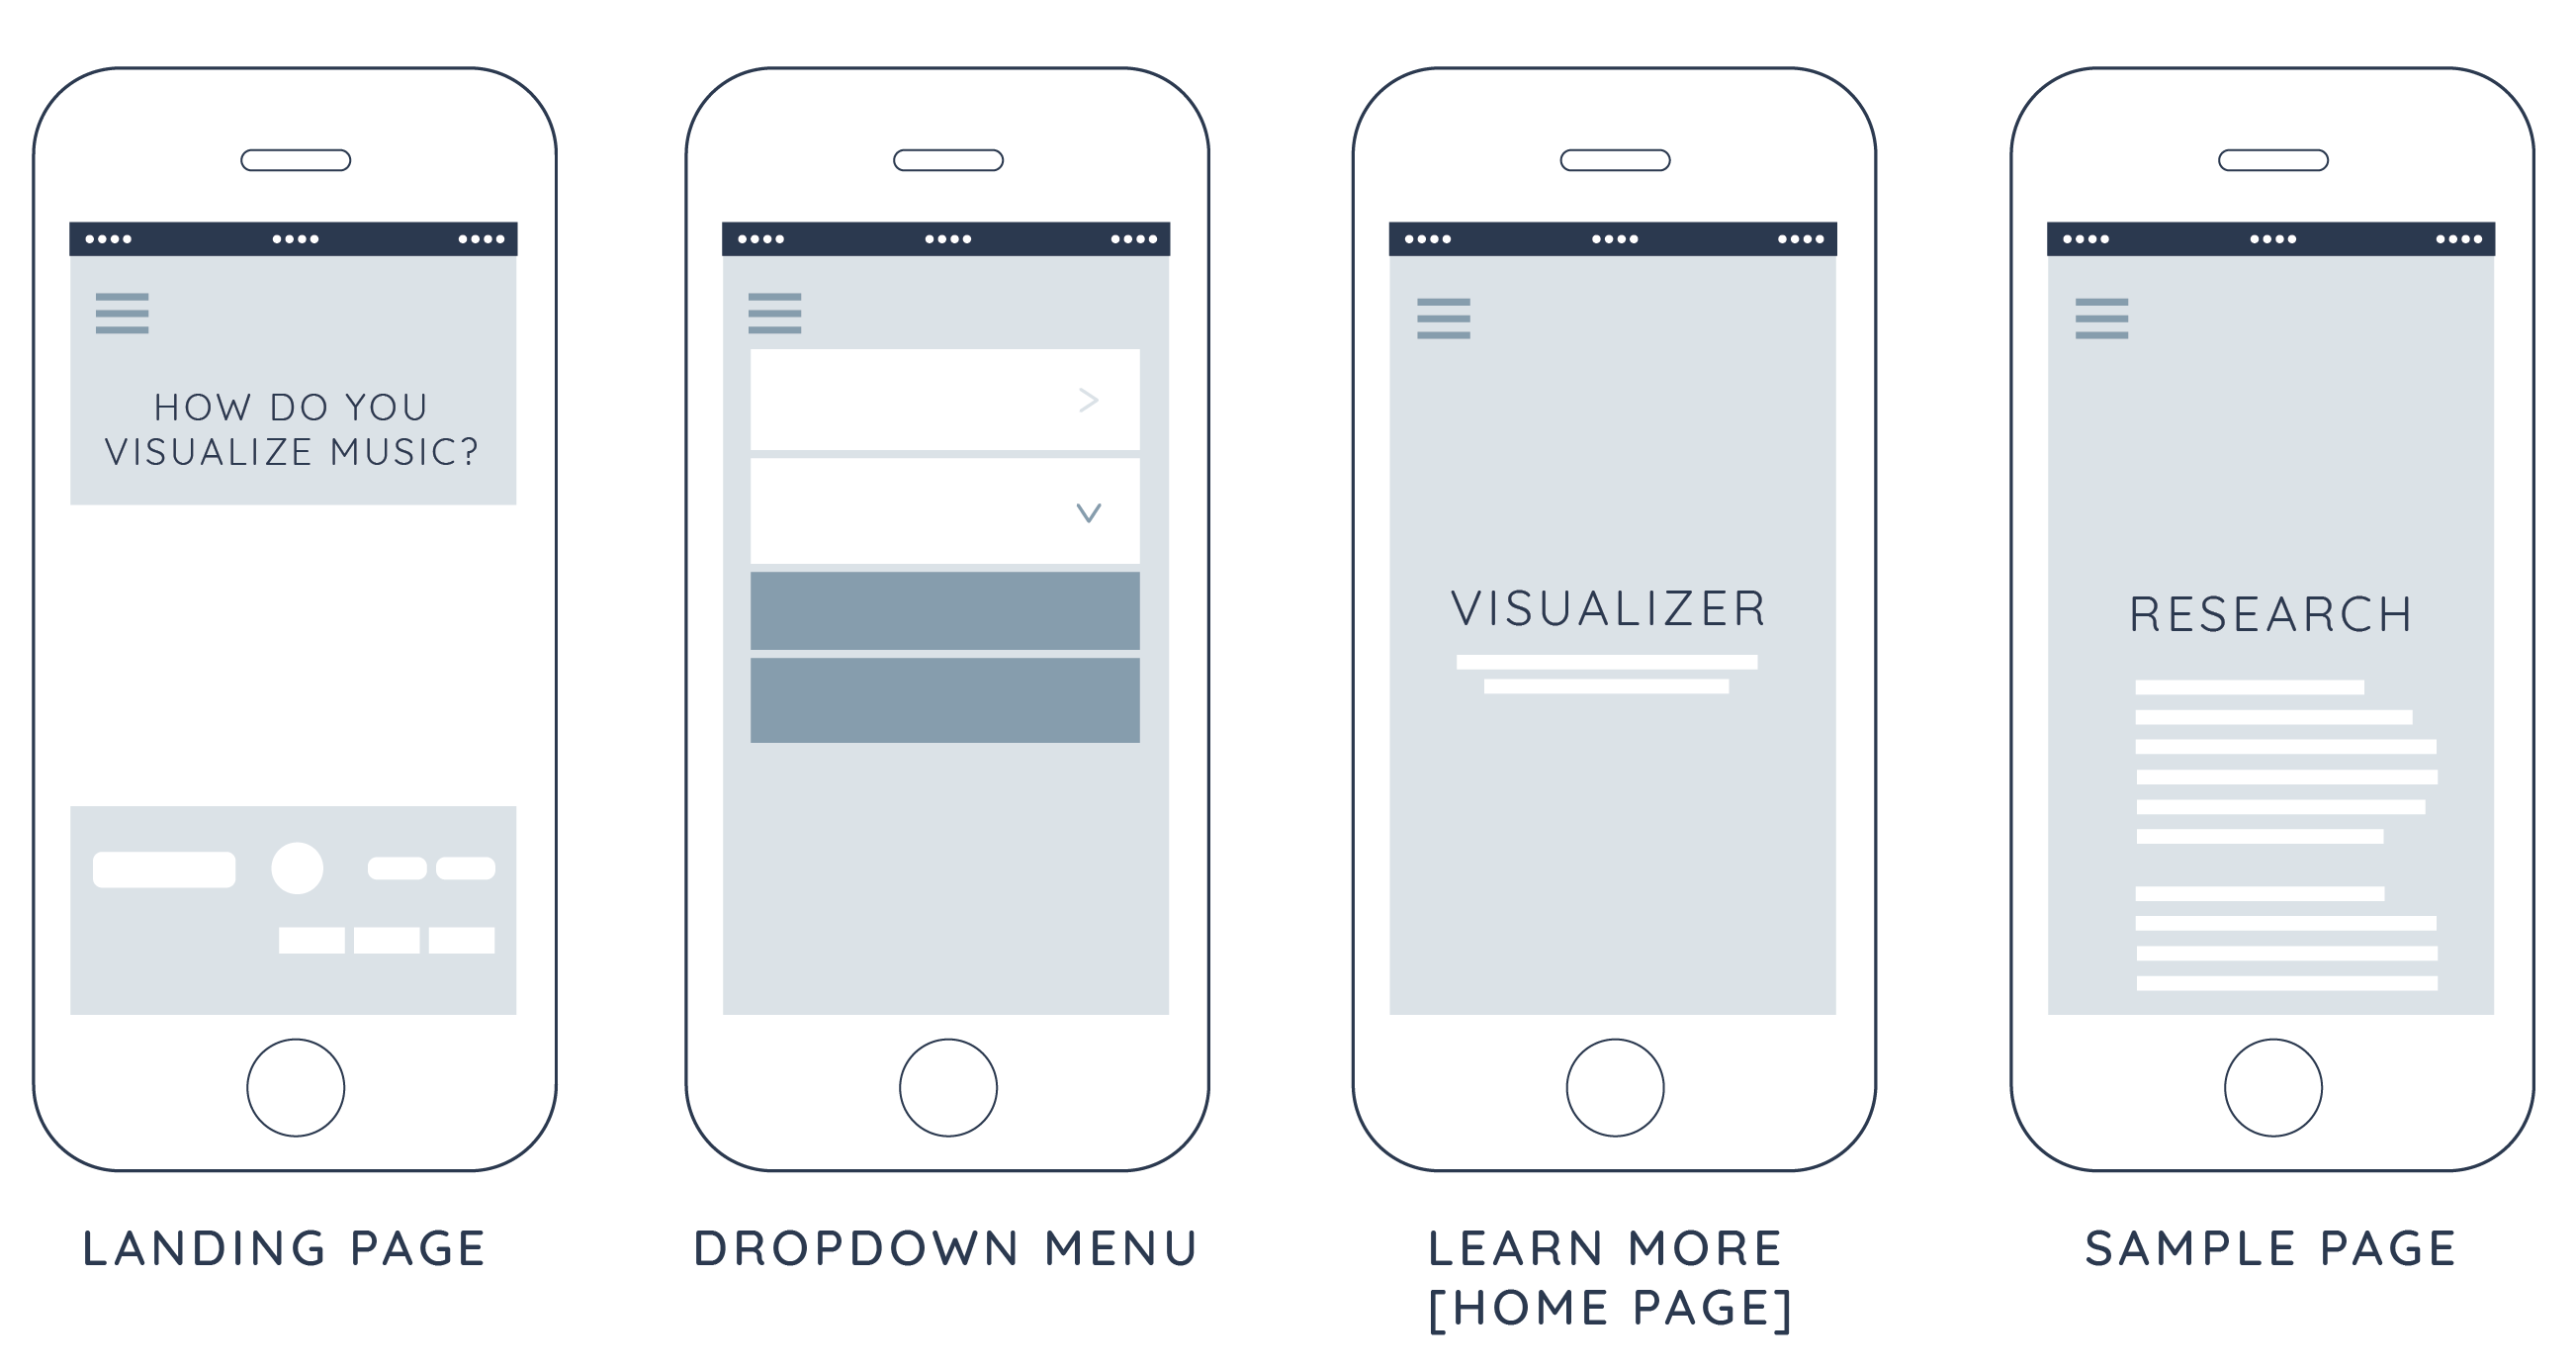 HOW DO YOU
VISUALIZE MUSIC?
VISUALIZER
RESEARCH
LANDING PAGE
DROPDOWN MENU
LEARN MORE
[HOME PAGE]
SAMPLE PAGE